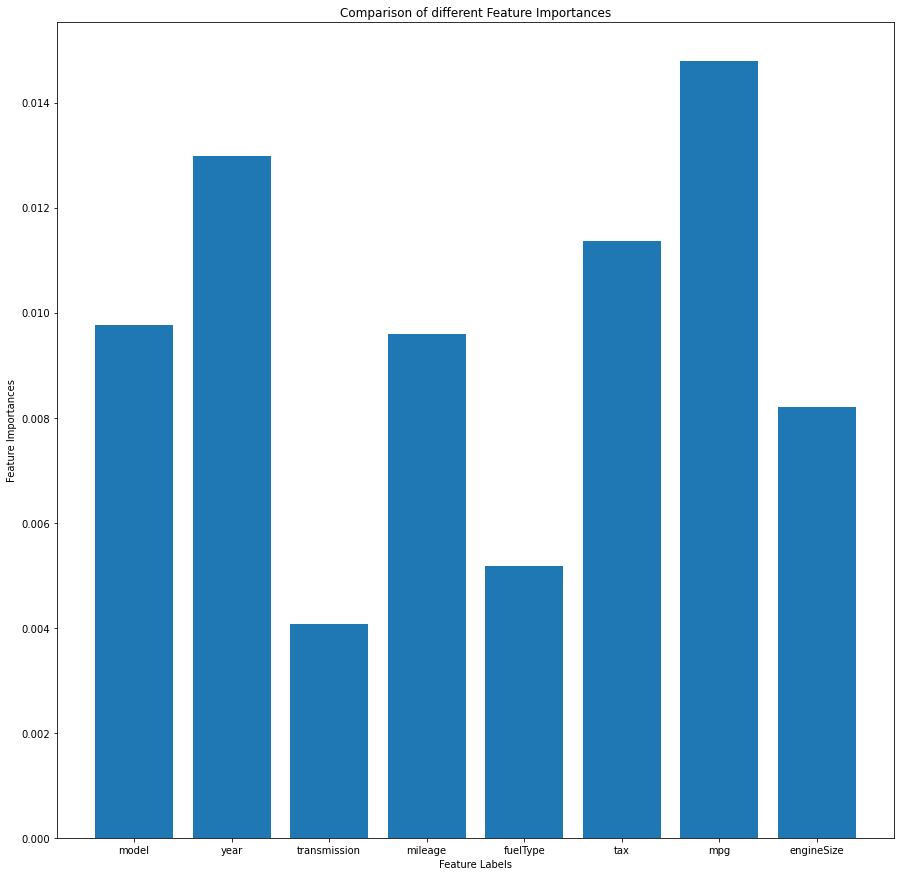 Comparison of different Feature Importances
Feature Importances
0.014
0.012
0.010
0.008
0.006
0.004
0.002
0.000
model year transmission mileage fuelType tax mpg engineSize
Feature Labels